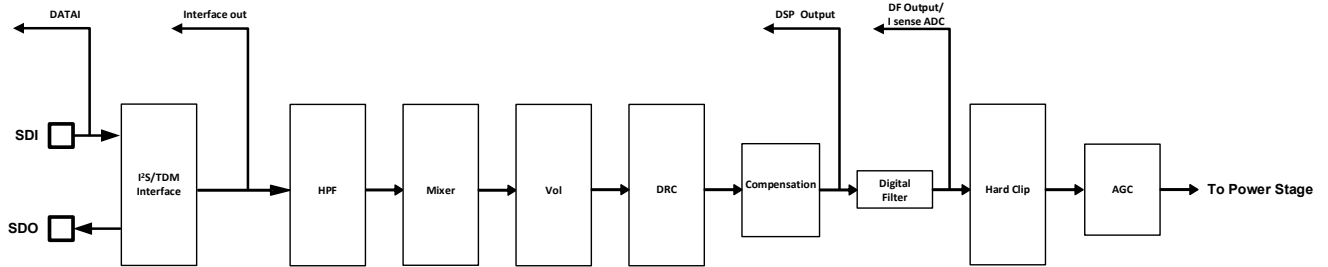 DATAI
Interface out
DSP Output
DF Output/
I sense ADC
SDI
SDO
I²S/TDM
Interface
HPF
Mixer
Vol
DRC
Compensation
Digital
Filter
Hard Clip
AGC
To Power Stage